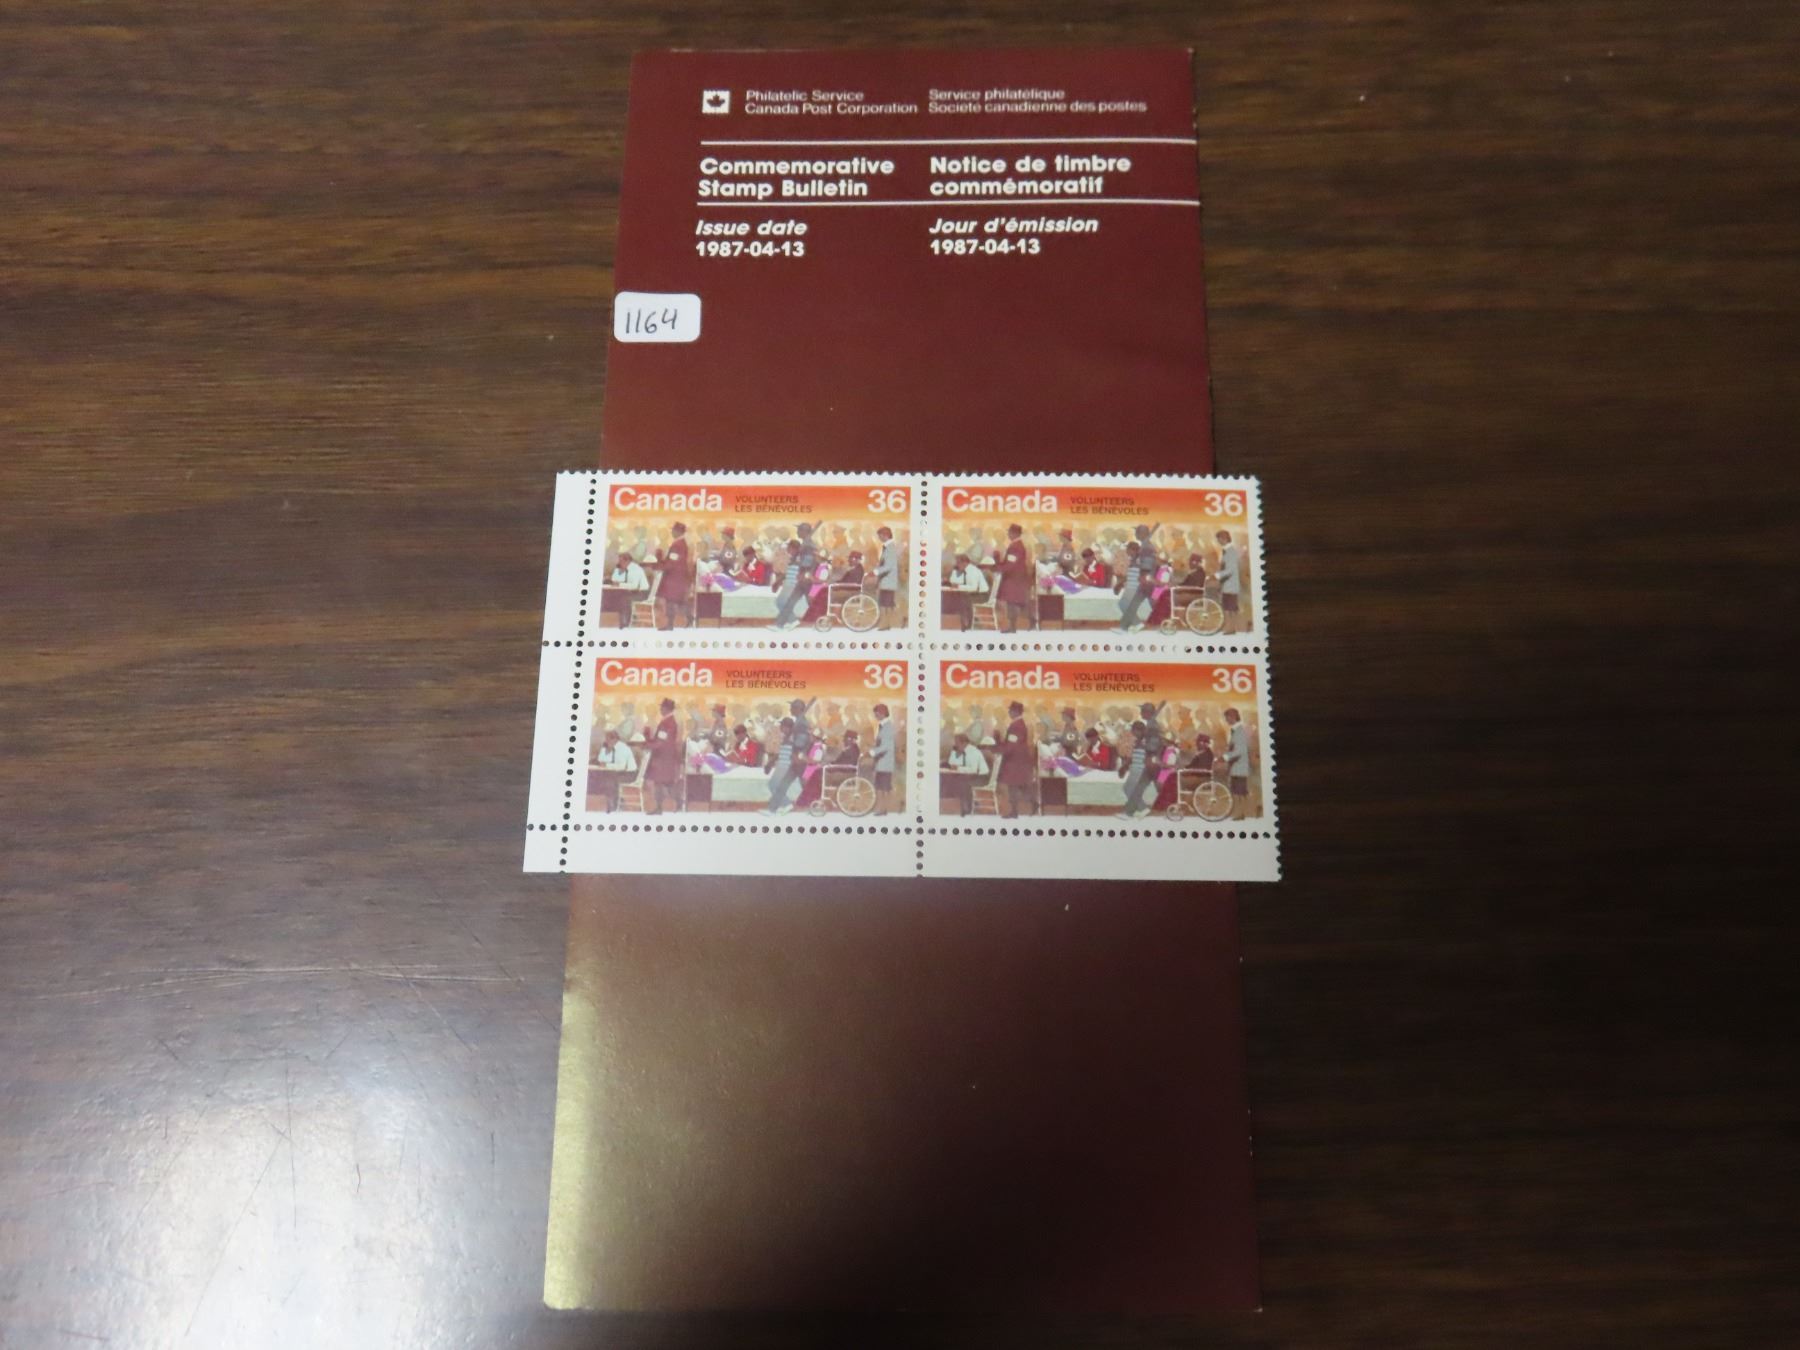 Philatelic Service
Canada Post Corporation
Service philatélique
Société canadienne des postes
Commemorative
Stamp Bulletin
Notice de timbre
commémoratif
Issue date
1987-04-13
Jour d'émission
1987-04-13
1164
Canada VOLUNTEERS 36
LES BÉNÉVOLES
Canada VOLUNTEERS 36
LES BÉNÉVOLES
Canada VOLUNTEERS 36
LES BÉNÉVOLES
Canada VOLUNTEERS 36
LES BÉNÉVOLES